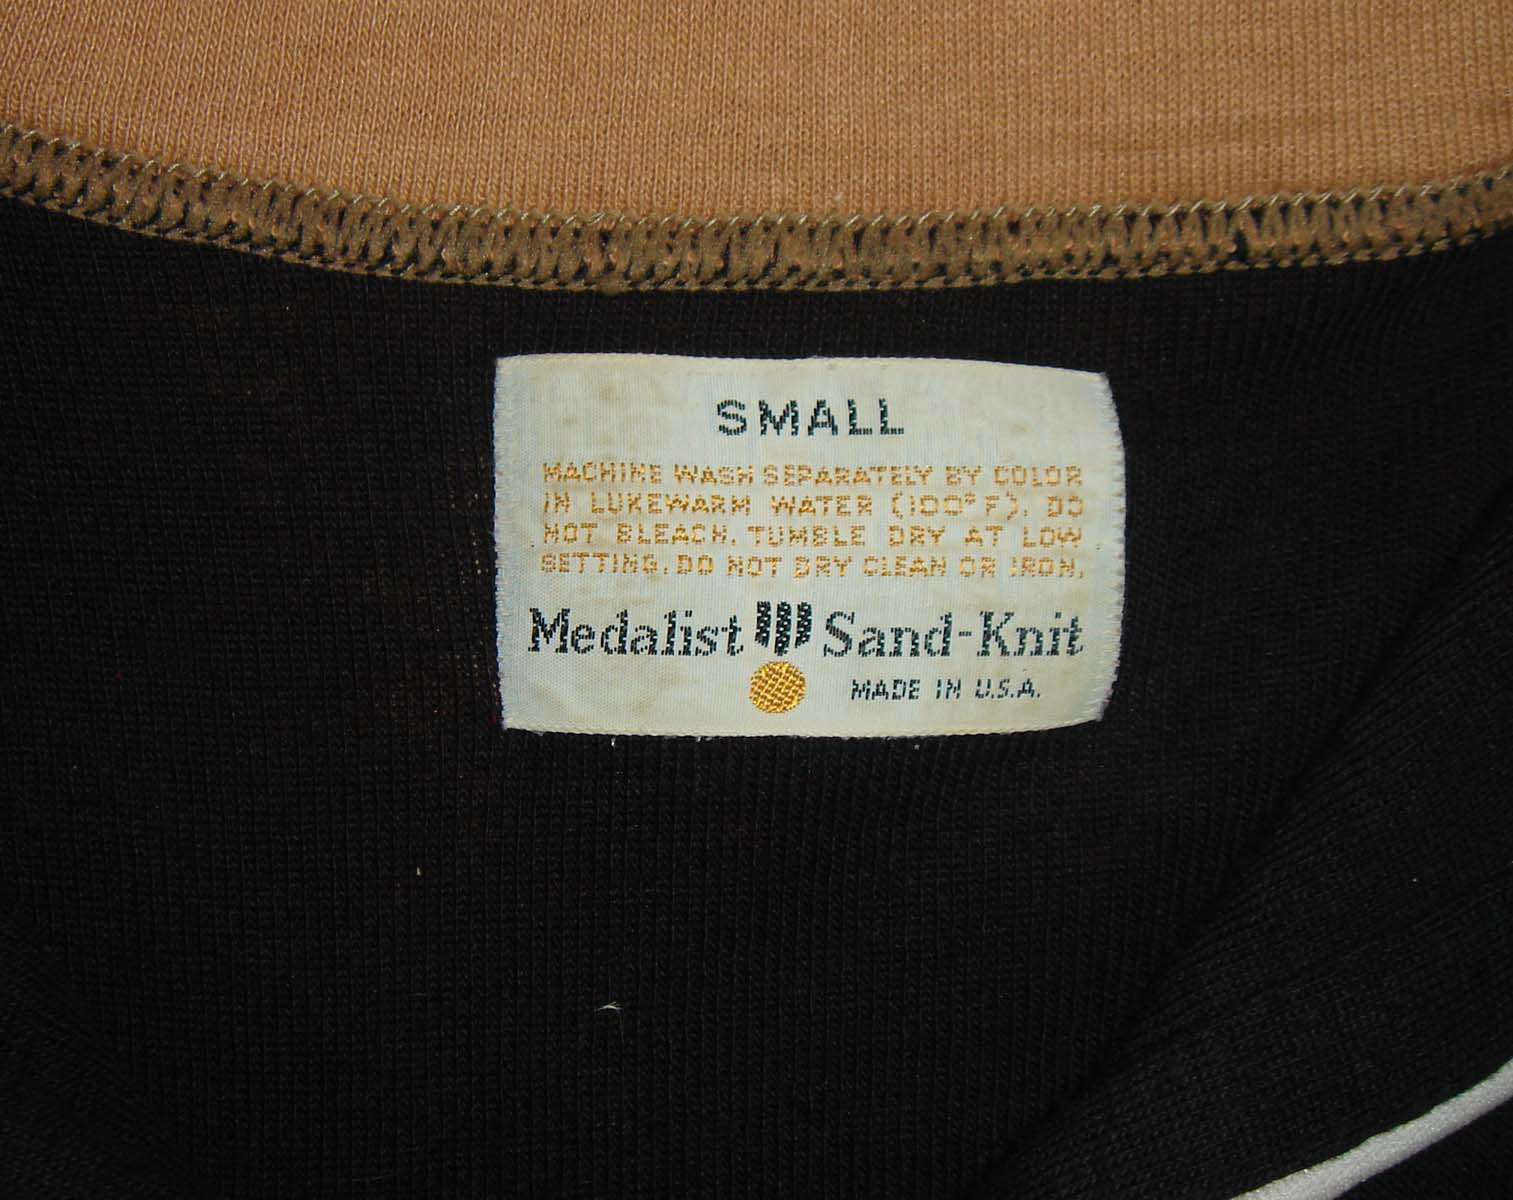 SMALL
MACHINE WASH SEPARATELY BY COLOR
IN LUKEWARM WATER (100° F). DO
NOT BLEACH. TUMBLE DRY AT LOW
SETTING. DO NOT DRY CLEAN OR IRON.
Medalist Sand-Knit
MADE IN U.S.A.